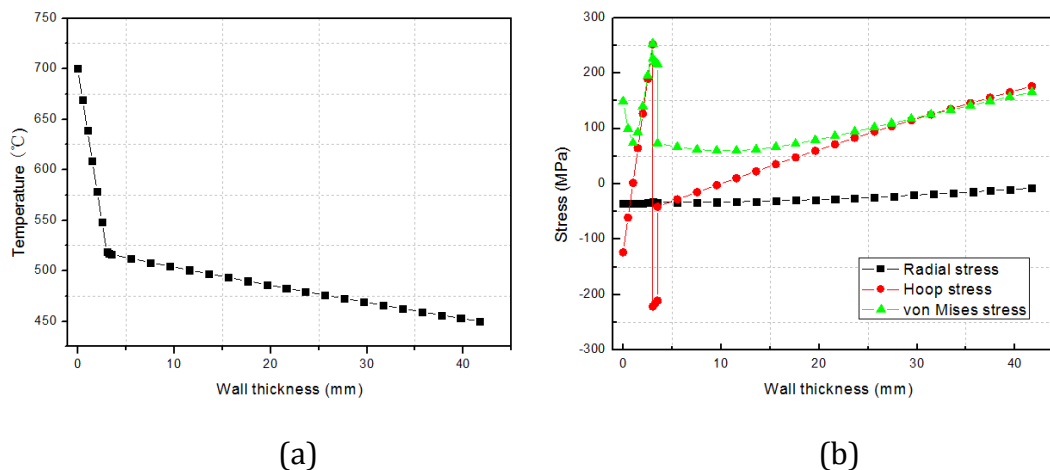 750
700
650
600
550
500
450
Temperature (℃)
0 10 20 30 40
Wall thickness (mm)
(a)
300
200
100
0
-100
-200
-300
Stress (MPa)
Radial stress
Hoop stress
von Mises stress
0 10 20 30 40
Wall thickness (mm)
(b)